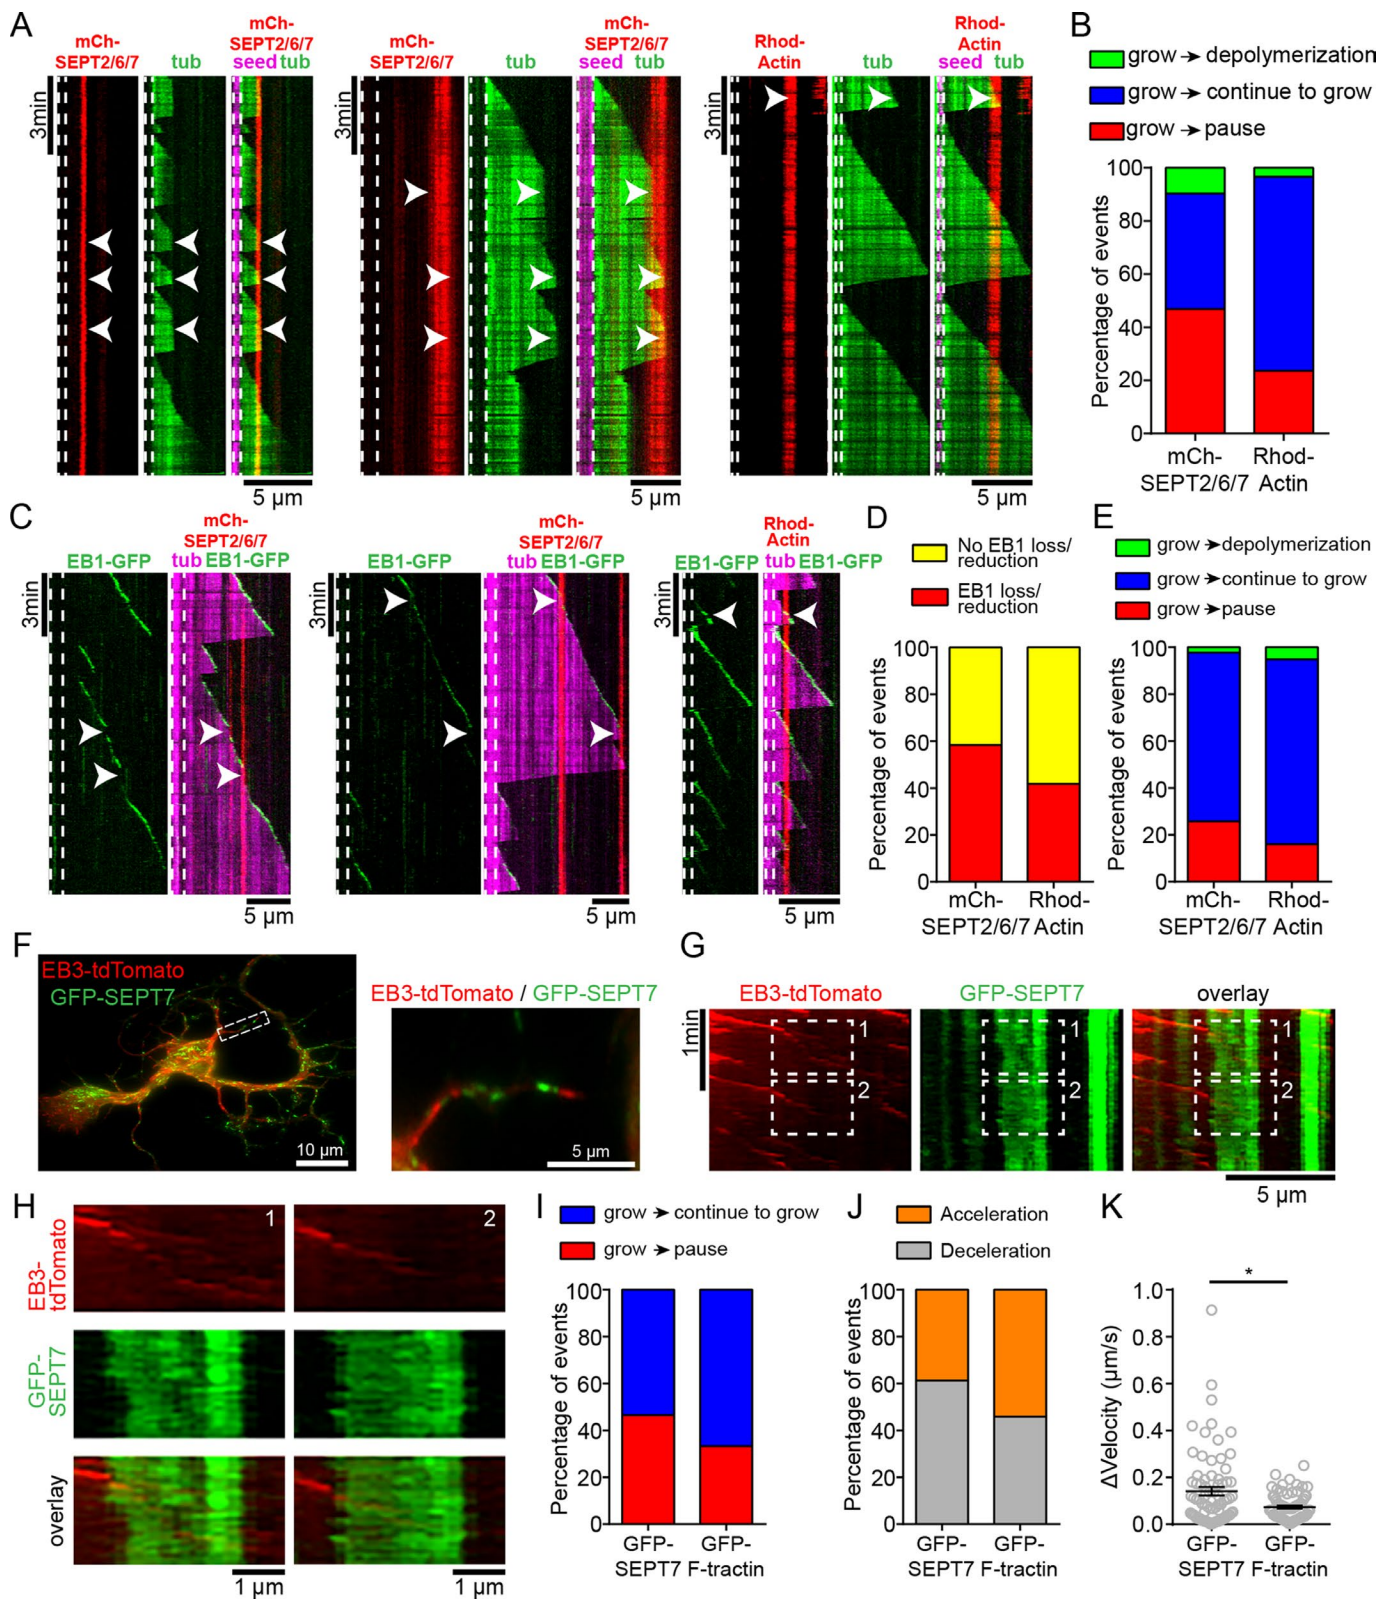 A
mCh-
SEPT2/6/7
tub
mCh-
SEPT2/6/7
seed tub
3min
5 µm
mCh-
SEPT2/6/7
tub
mCh-
SEPT2/6/7
seed tub
3min
5 µm
Rhod-
Actin
tub
Rhod-
Actin
seed tub
3min
5 µm
B
grow → depolymerization
grow → continue to grow
grow → pause
Percentage of events
100
80
60
40
20
0
mCh-
SEPT2/6/7
Rhod-
Actin
C
EB1-GFP
mCh-
SEPT2/6/7
tub EB1-GFP
3min
5 µm
EB1-GFP
mCh-
SEPT2/6/7
tub EB1-GFP
3min
5 µm
EB1-GFP
Rhod-
Actin
tub EB1-GFP
3min
5 µm
D
No EB1 loss/
reduction
EB1 loss/
reduction
Percentage of events
100
80
60
40
20
0
mCh-
SEPT2/6/7
Rhod-
Actin
E
grow → depolymerization
grow → continue to grow
grow → pause
Percentage of events
100
80
60
40
20
0
mCh-
SEPT2/6/7
Rhod-
Actin
F
EB3-tdTomato
GFP-SEPT7
10 µm
EB3-tdTomato / GFP-SEPT7
5 µm
G
EB3-tdTomato
GFP-SEPT7
overlay
1min
1
2
1
2
1
2
5 µm
H
1
2
EB3-
tdTomato
GFP-
SEPT7
overlay
1 µm
1 µm
I
grow → continue to grow
grow → pause
Percentage of events
100
80
60
40
20
0
GFP-
SEPT7
GFP-
F-tractin
J
Acceleration
Deceleration
Percentage of events
100
80
60
40
20
0
GFP-
SEPT7
GFP-
F-tractin
K
*
ΔVelocity (µm/s)
1.0
0.8
0.6
0.4
0.2
0.0
GFP-
SEPT7
GFP-
F-tractin